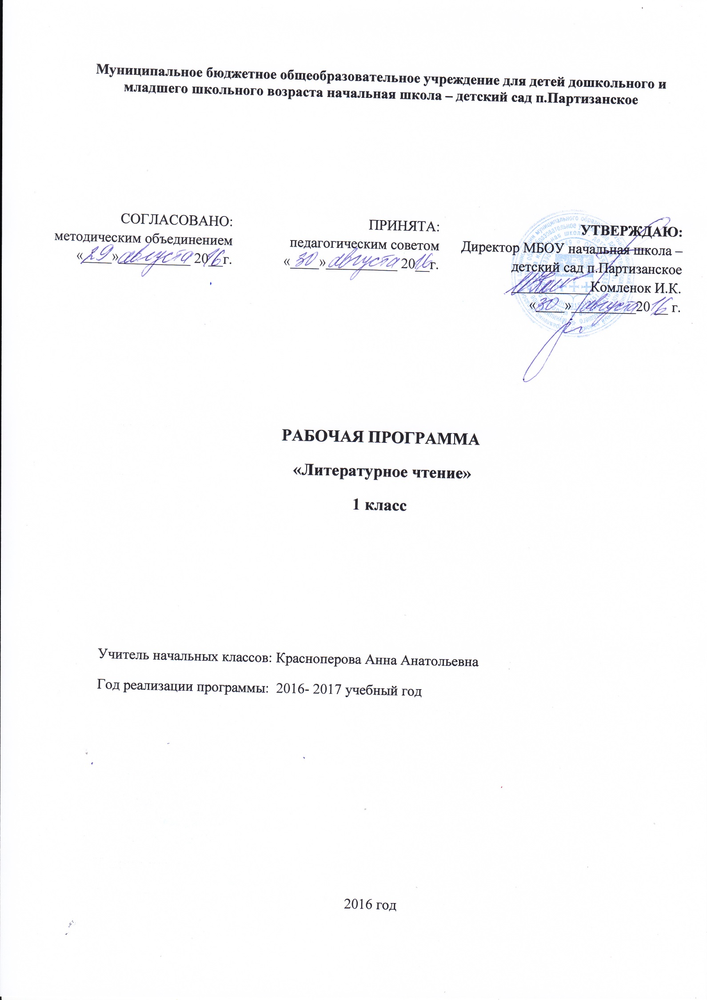 Муниципальное бюджетное общеобразовательное учреждение для детей дошкольного и
младшего школьного возраста начальная школа – детский сад п.Партизанское
СОГЛАСОВАНО:
методическим объединением
«29» августа 2016 г.
ПРИНЯТА:
педагогическим советом
«30» августа 2016 г.
УТВЕРЖДАЮ:
Директор МБОУ начальная школа –
детский сад п.Партизанское
Комленок И.К.
«30» августа 2016 г.
РАБОЧАЯ ПРОГРАММА
«Литературное чтение»
1 класс
Учитель начальных классов: Красноперова Анна Анатольевна
Год реализации программы: 2016- 2017 учебный год
2016 год